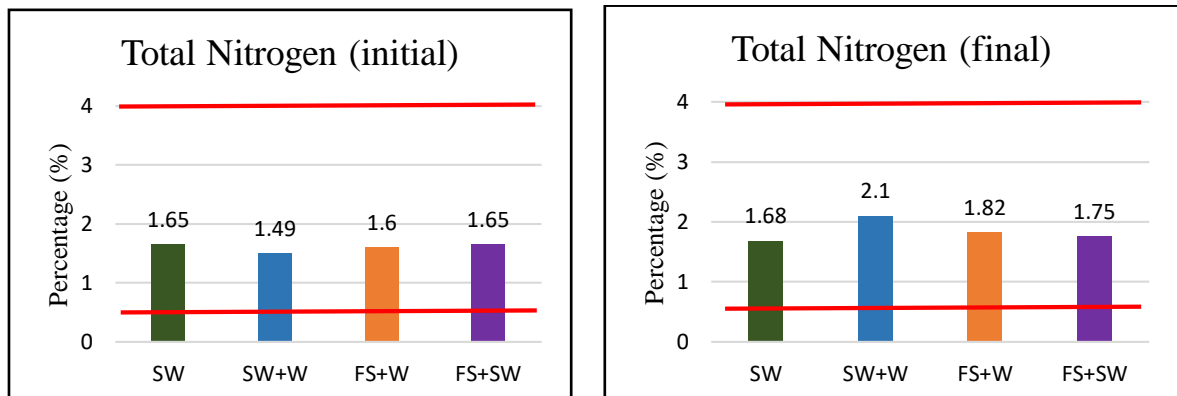 Total Nitrogen (initial)
Percentage (%)
4
3
2
1
0
1.65
1.49
1.6
1.65
SW
SW+W
FS+W
FS+SW
Total Nitrogen (final)
Percentage (%)
4
3
2
1
0
1.68
2.1
1.82
1.75
SW
SW+W
FS+W
FS+SW